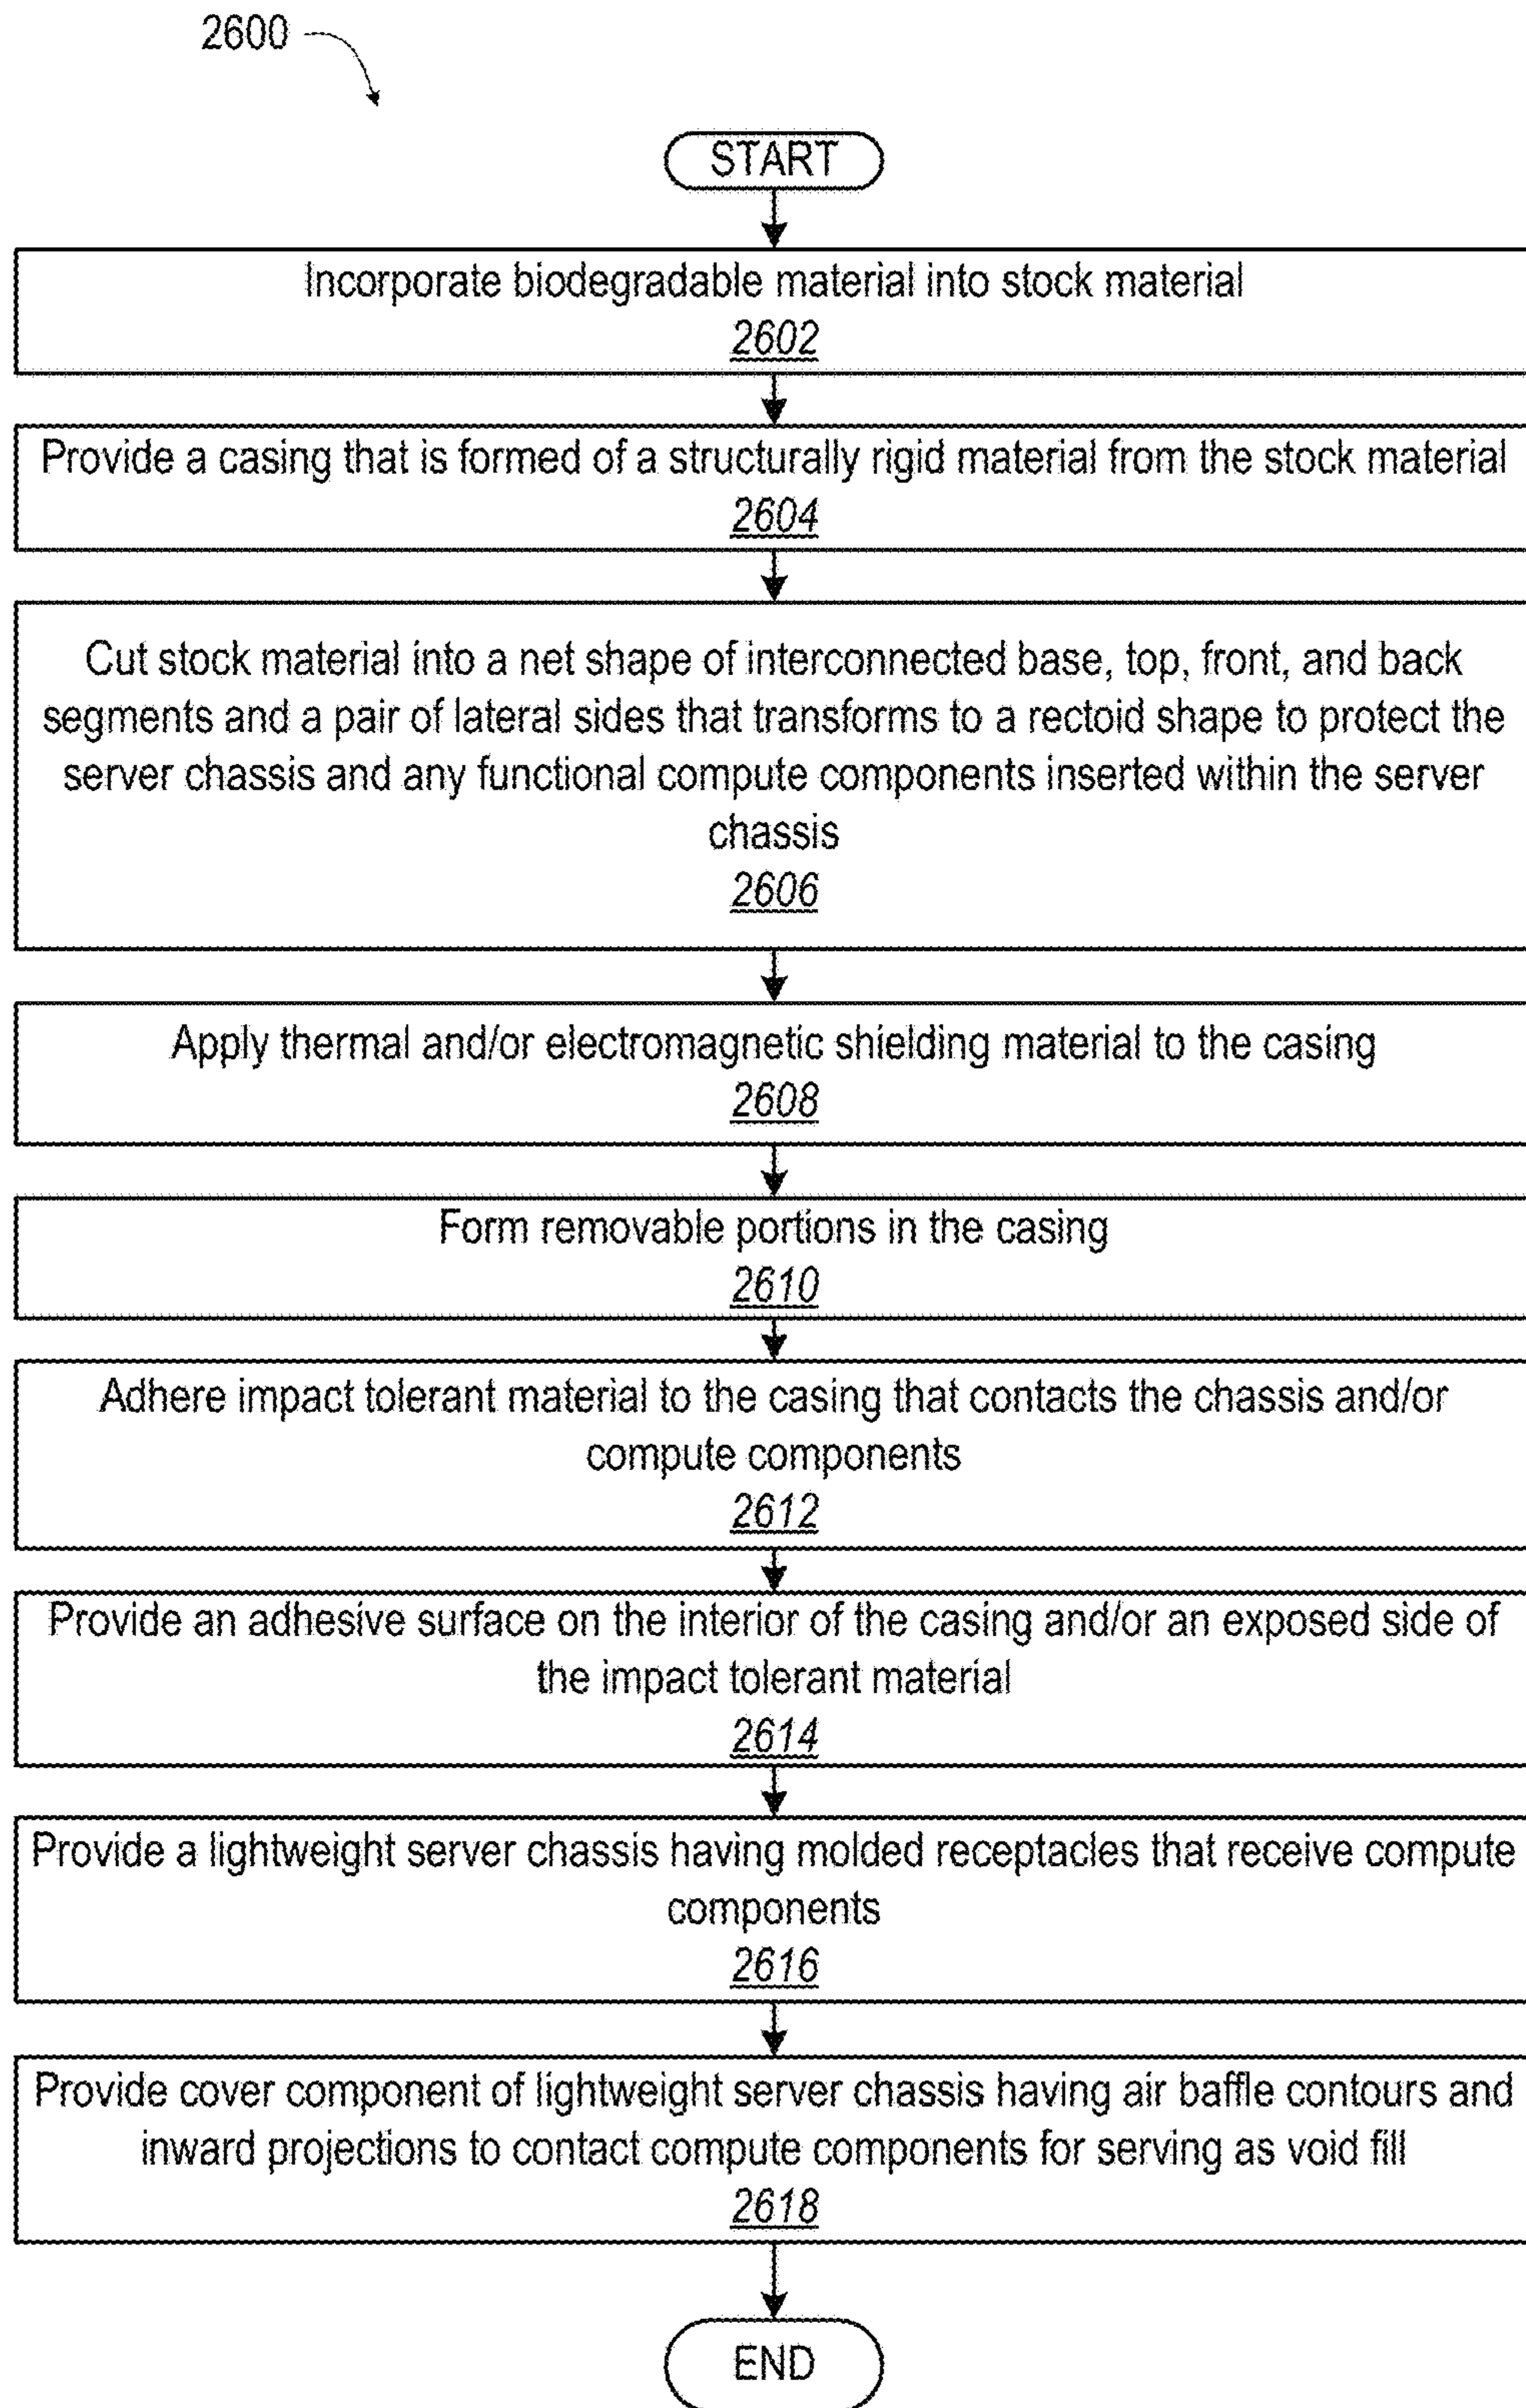 2600
START
Incorporate biodegradable material into stock material
2602
Provide a casing that is formed of a structurally rigid material from the stock material
2604
Cut stock material into a net shape of interconnected base, top, front, and back
segments and a pair of lateral sides that transforms to a rectoid shape to protect the
server chassis and any functional compute components inserted within the server
chassis
2606
Apply thermal and/or electromagnetic shielding material to the casing
2608
Form removable portions in the casing
2610
Adhere impact tolerant material to the casing that contacts the chassis and/or
compute components
2612
Provide an adhesive surface on the interior of the casing and/or an exposed side of
the impact tolerant material
2614
Provide a lightweight server chassis having molded receptacles that receive compute
components
2616
Provide cover component of lightweight server chassis having air baffle contours and
inward projections to contact compute components for serving as void fill
2618
END